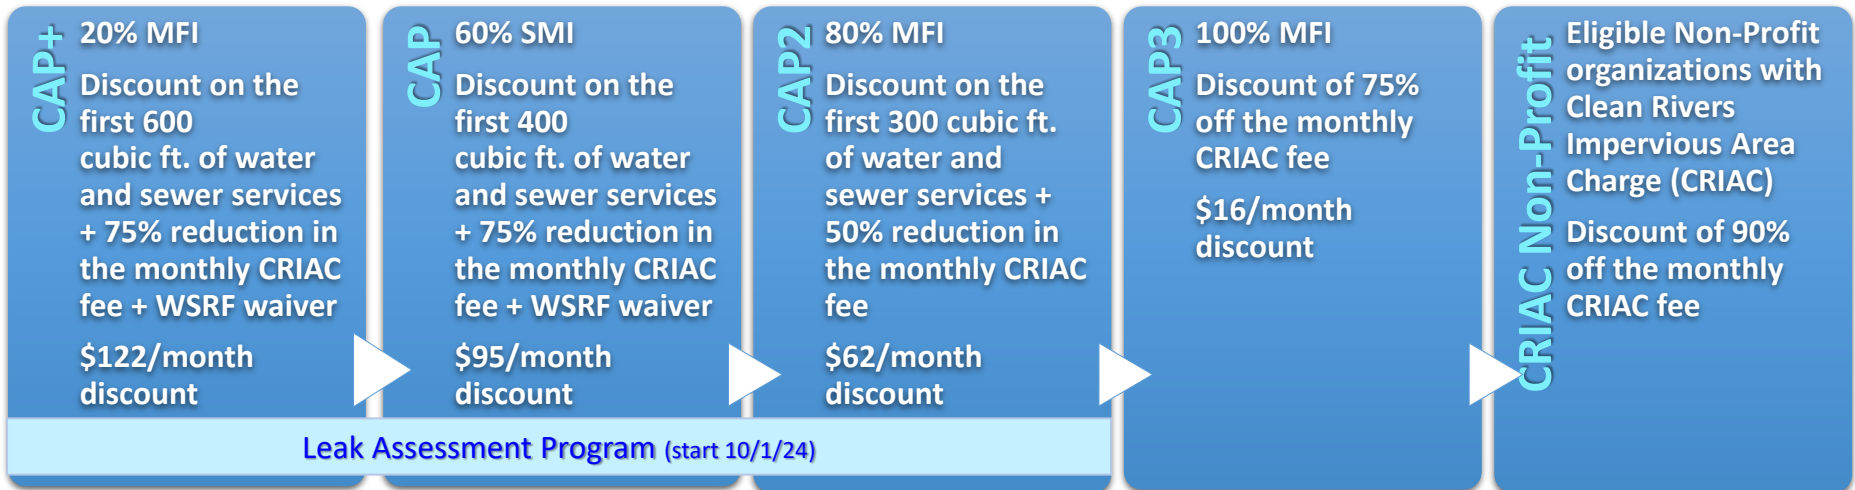 CAP+
20% MFI
Discount on the
first 600
cubic ft. of water
and sewer services
+ 75% reduction in
the monthly CRIAC
fee + WSRF waiver
$122/month
discount
CAP
60% SMI
Discount on the
first 400
cubic ft. of water
and sewer services
+ 75% reduction in
the monthly CRIAC
fee + WSRF waiver
$95/month
discount
CAP2
80% MFI
Discount on the
first 300 cubic ft.
of water and
sewer services +
50% reduction in
the monthly CRIAC
fee
$62/month
discount
CAP3
100% MFI
Discount of 75%
off the monthly
CRIAC fee
$16/month
discount
CRIAC Non-Profit
Eligible Non-Profit
organizations with
Clean Rivers
Impervious Area
Charge (CRIAC)
Discount of 90%
off the monthly
CRIAC fee
Leak Assessment Program (start 10/1/24)